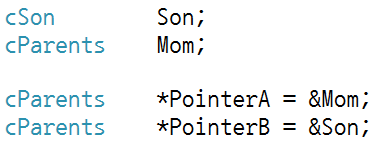 cSon Son;
cParents Mom;
cParents *PointerA = &Mom;
cParents *PointerB = &Son;